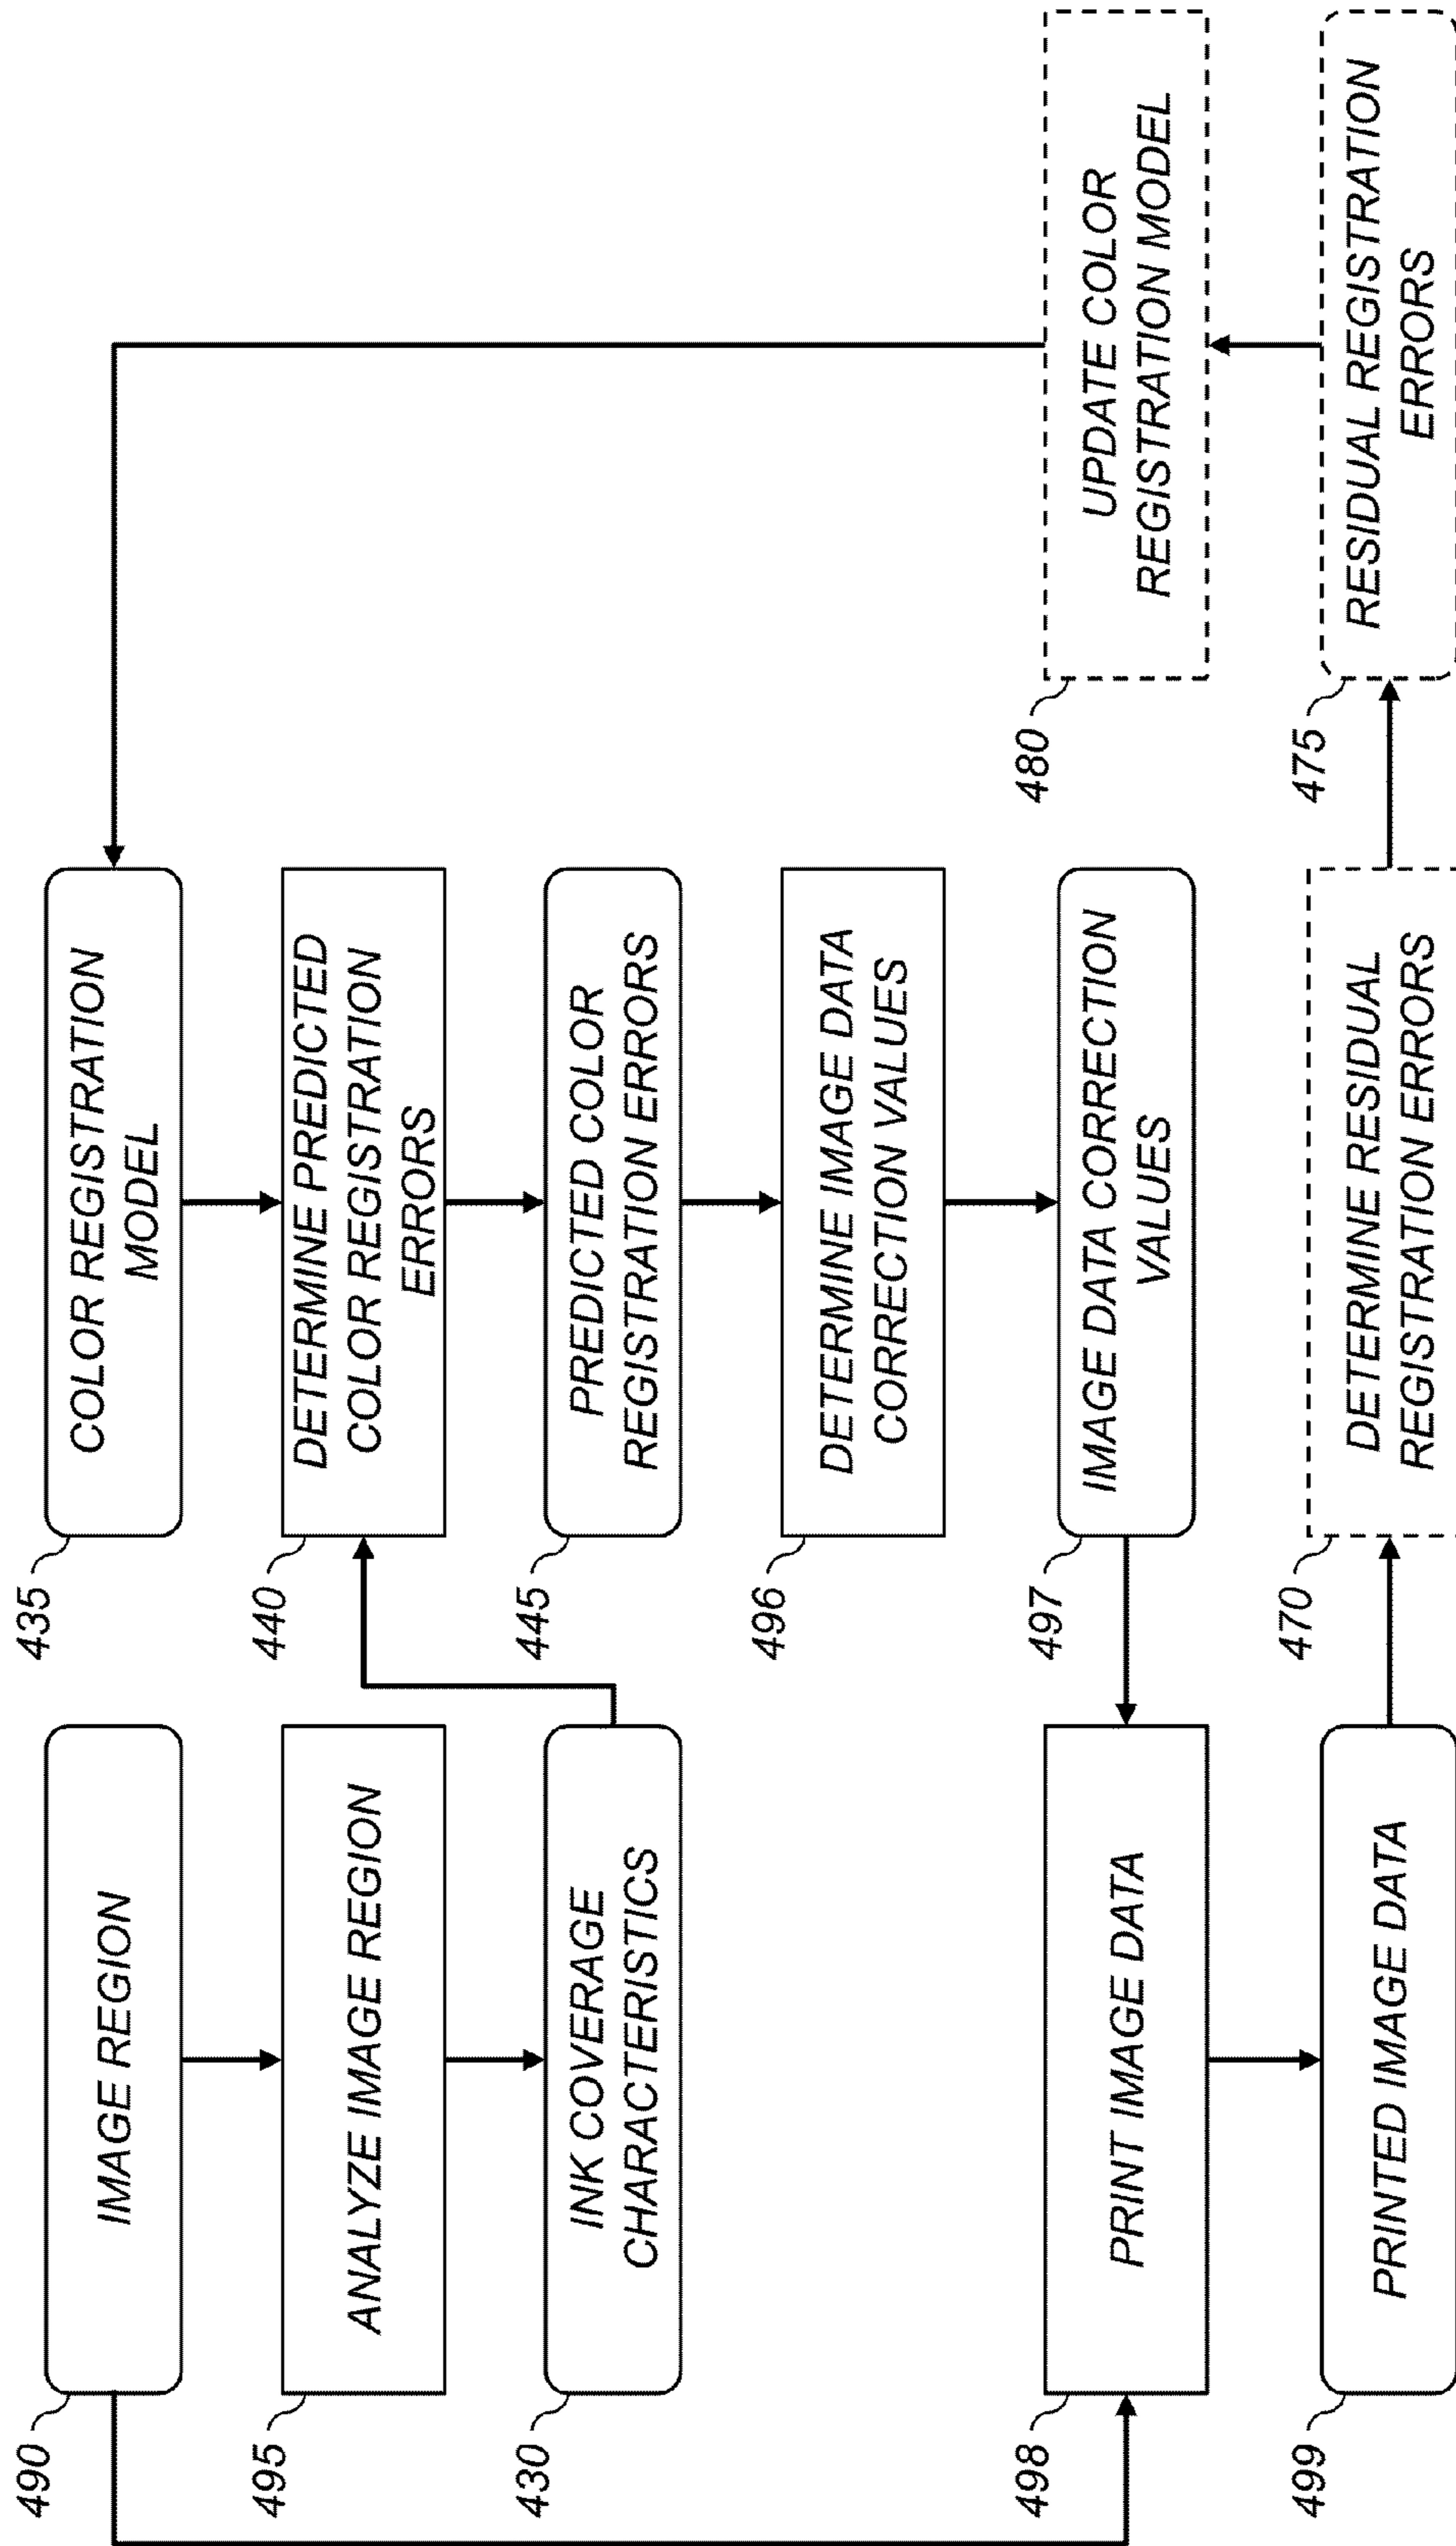 490
IMAGE REGION
495
ANALYZE IMAGE REGION
430
INK COVERAGE
CHARACTERISTICS
498
PRINT IMAGE DATA
499
PRINTED IMAGE DATA
435
COLOR REGISTRATION
MODEL
440
DETERMINE PREDICTED
COLOR REGISTRATION
ERRORS
445
PREDICTED COLOR
REGISTRATION ERRORS
496
DETERMINE IMAGE DATA
CORRECTION VALUES
497
IMAGE DATA CORRECTION
VALUES
470
DETERMINE RESIDUAL
REGISTRATION ERRORS
480
UPDATE COLOR
REGISTRATION MODEL
475
RESIDUAL REGISTRATION
ERRORS